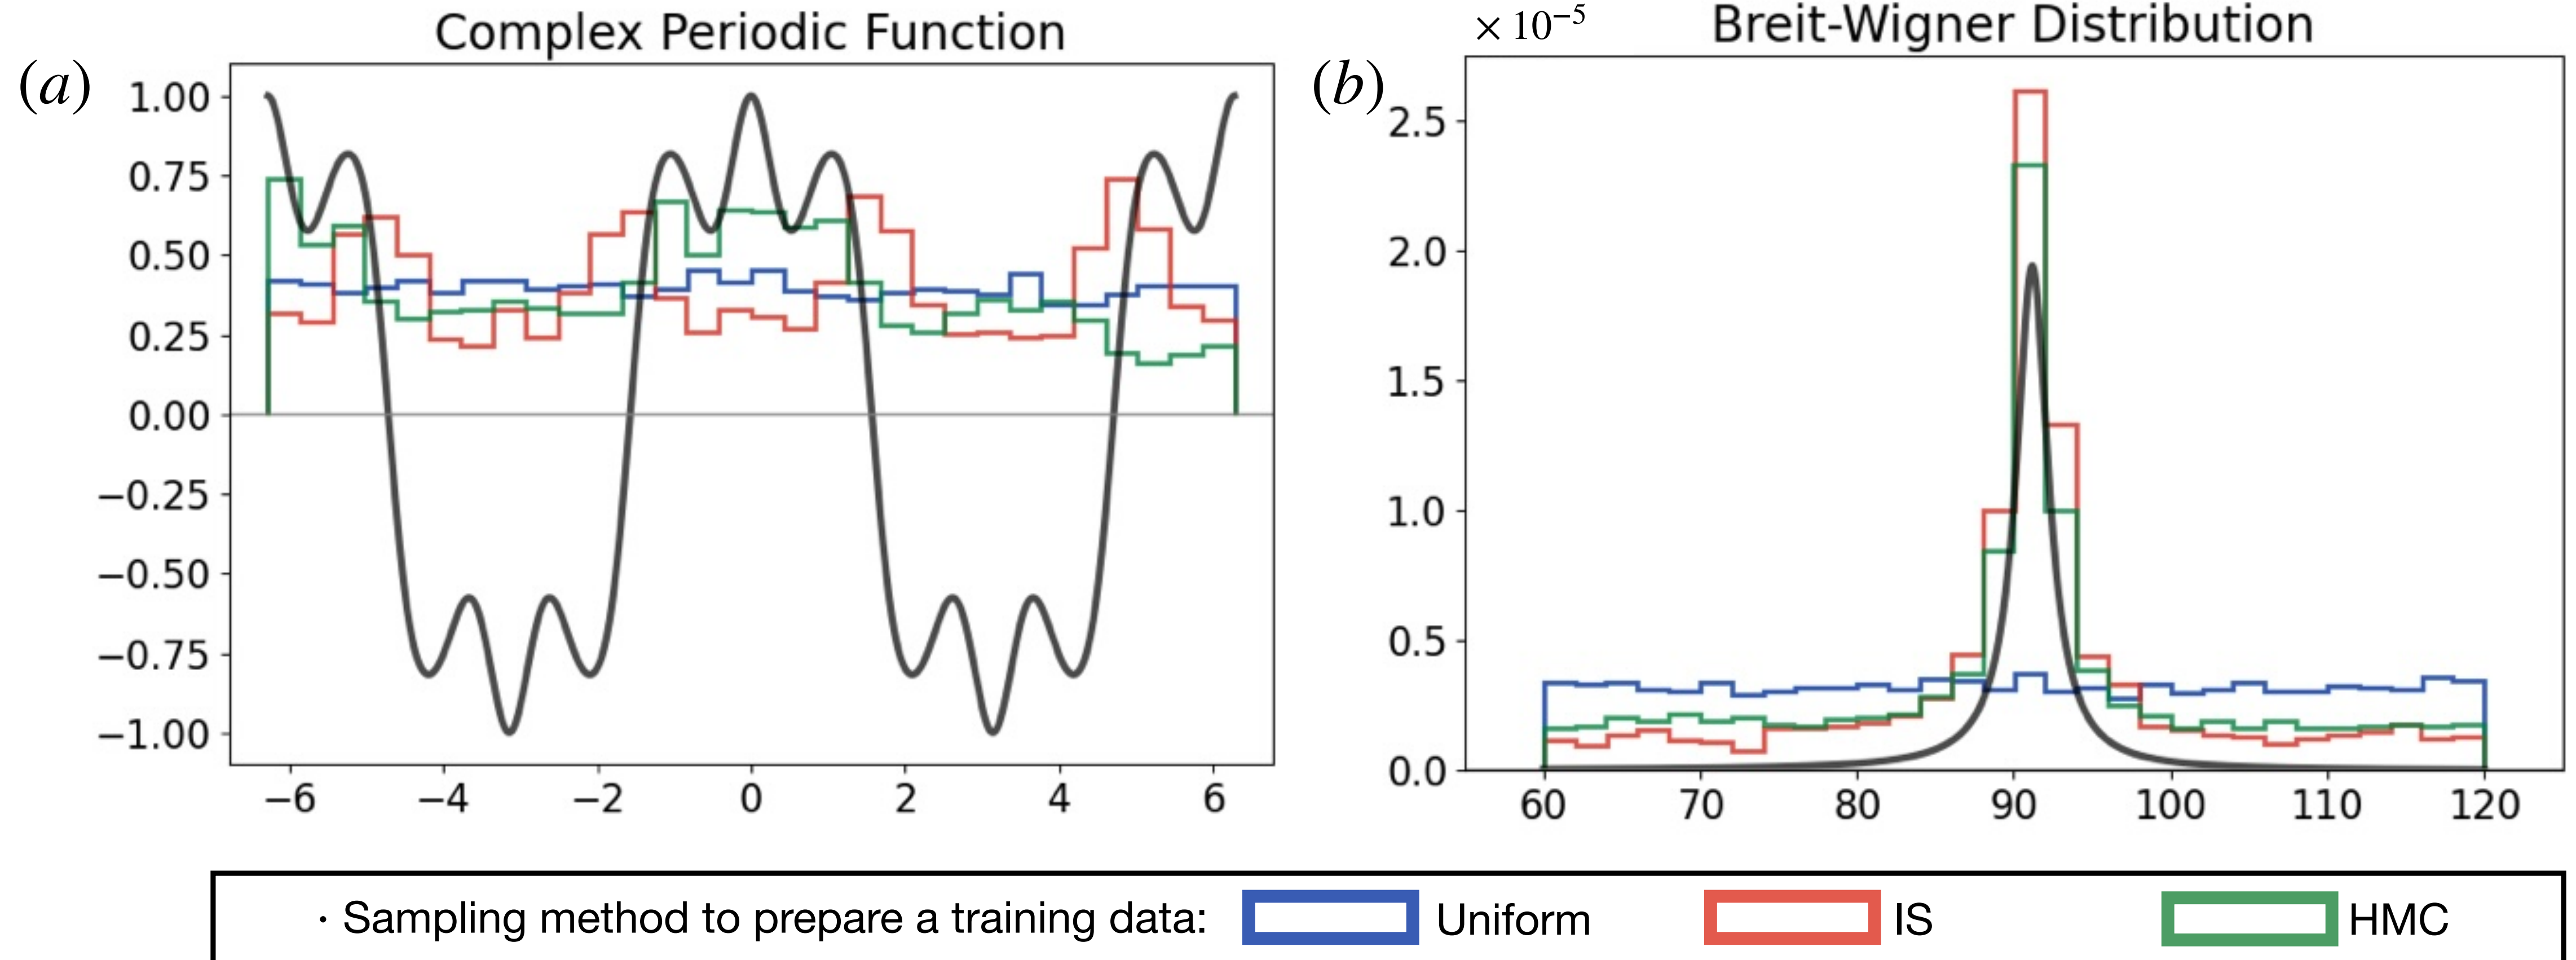 (a)
Complex Periodic Function
1.00
0.75
0.50
0.25
0.00
−0.25
−0.50
−0.75
−1.00
−6 −4 −2 0 2 4 6
(b)
× 10−5
Breit-Wigner Distribution
2.5
2.0
1.5
1.0
0.5
0.0
60 70 80 90 100 110 120
· Sampling method to prepare a training data: Uniform IS HMC